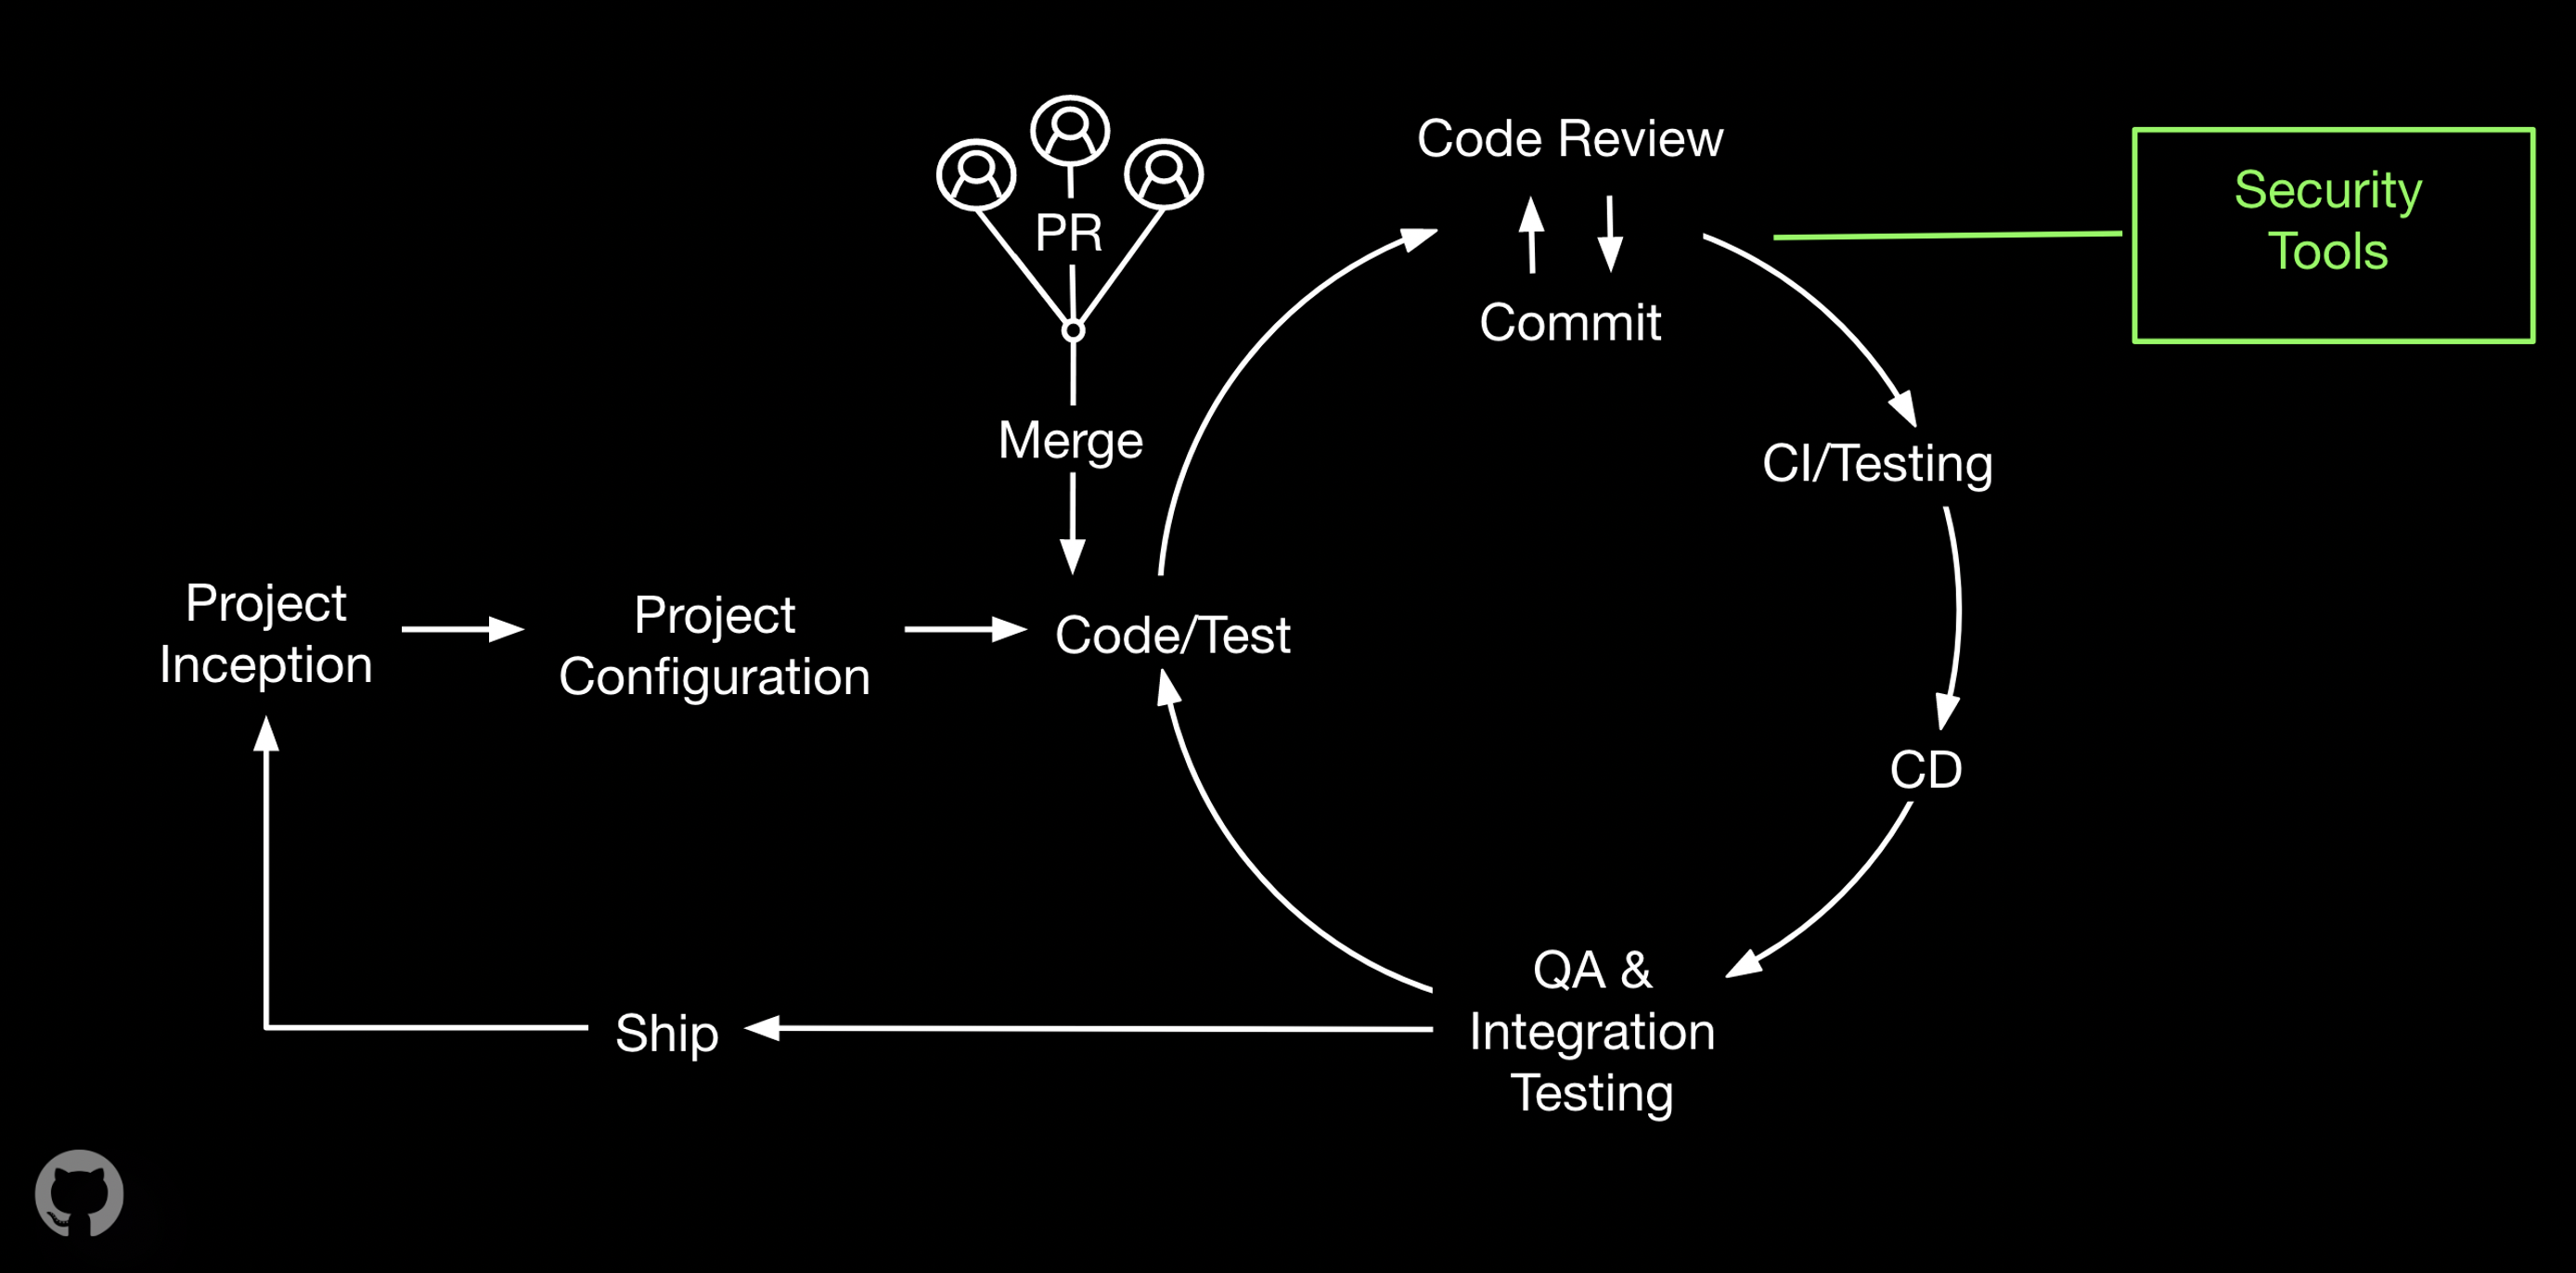 PR
Merge
Code Review
Commit
Security
Tools
CI/Testing
Project
Inception
Project
Configuration
Code/Test
CD
QA &
Integration
Testing
Ship